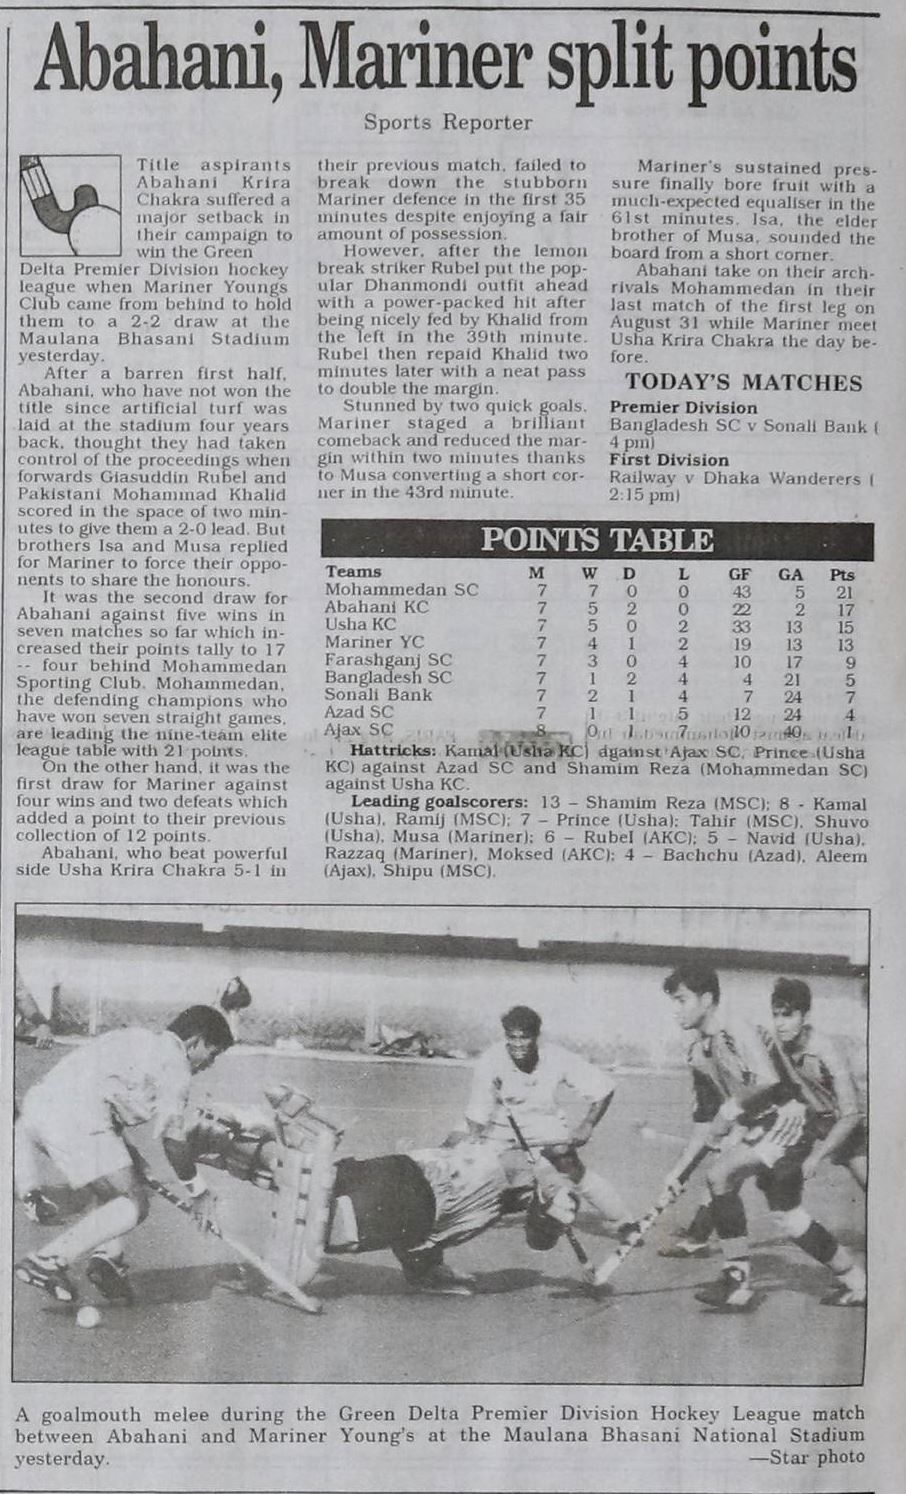 Abahani, Mariner split points
Sports Reporter
Title aspirants
Abahani Krira
Chakra suffered a
major setback in
their campaign to
win the Green
Delta Premier Division hockey
league when Mariner Youngs
Club came from behind to hold
them to a 2-2 draw at the
Maulana Bhasani Stadium
yesterday.
After a barren first half,
Abahani, who have not won the
title since artificial turf was
laid at the stadium four years
back, thought they had taken
control of the proceedings when
forwards Giasuddin Rubel and
Pakistani Mohammad Khalid
scored in the space of two min-
utes to give them a 2-0 lead. But
brothers Isa and Musa replied
for Mariner to force their oppo-
nents to share the honours.
It was the second draw for
Abahani against five wins in
seven matches so far which in-
creased their points tally to 17
-- four behind Mohammedan
Sporting Club. Mohammedan,
the defending champions who
have won seven straight games,
are leading the nine-team elite
league table with 21 points.
On the other hand, it was the
first draw for Mariner against
four wins and two defeats which
added a point to their previous
collection of 12 points.
Abahani, who beat powerful
side Usha Krira Chakra 5-1 in
their previous match, failed to
break down the stubborn
Mariner defence in the first 35
minutes despite enjoying a fair
amount of possession.
However, after the lemon
break striker Rubel put the pop-
ular Dhanmondi outfit ahead
with a power-packed hit after
being nicely fed by Khalid from
the left in the 39th minute.
Rubel then repaid Khalid two
minutes later with a neat pass
to double the margin.
Stunned by two quick goals,
Mariner staged a brilliant
comeback and reduced the mar-
gin within two minutes thanks
to Musa converting a short cor-
ner in the 43rd minute.
Mariner's sustained pres-
sure finally bore fruit with a
much-expected equaliser in the
61st minutes. Isa, the elder
brother of Musa, sounded the
board from a short corner.
Abahani take on their arch-
rivals Mohammedan in their
last match of the first leg on
August 31 while Mariner meet
Usha Krira Chakra the day be-
fore.
TODAY'S MATCHES
Premier Division
Bangladesh SC v Sonali Bank (
4 pm)
First Division
Railway v Dhaka Wanderers (
2:15 pm)
POINTS TABLE
Teams M W D L GF GA Pts
Mohammedan SC 7 7 0 0 43 5 21
Abahani KC 7 5 2 0 22 2 17
Usha KC 7 5 0 2 33 13 15
Mariner YC 7 4 1 2 19 13 13
Farashganj SC 7 3 0 4 10 17 9
Bangladesh SC 7 1 2 4 4 21 5
Sonali Bank 7 2 1 4 7 24 7
Azad SC 7 1 1 5 12 24 4
Ajax SC 8 0 1 7 10 40 1
Hattricks: Kamal (Usha KC) against Ajax SC, Prince (Usha
KC) against Azad SC and Shamim Reza (Mohammedan SC)
against Usha KC.
Leading goalscorers: 13 – Shamim Reza (MSC); 8 - Kamal
(Usha), Ramij (MSC); 7 – Prince (Usha); Tahir (MSC), Shuvo
(Usha), Musa (Mariner); 6 – Rubel (AKC); 5 – Navid (Usha),
Razzaq (Mariner), Moksed (AKC); 4 – Bachchu (Azad), Aleem
(Ajax), Shipu (MSC).
A goalmouth melee during the Green Delta Premier Division Hockey League match
between Abahani and Mariner Young's at the Maulana Bhasani National Stadium
yesterday. —Star photo